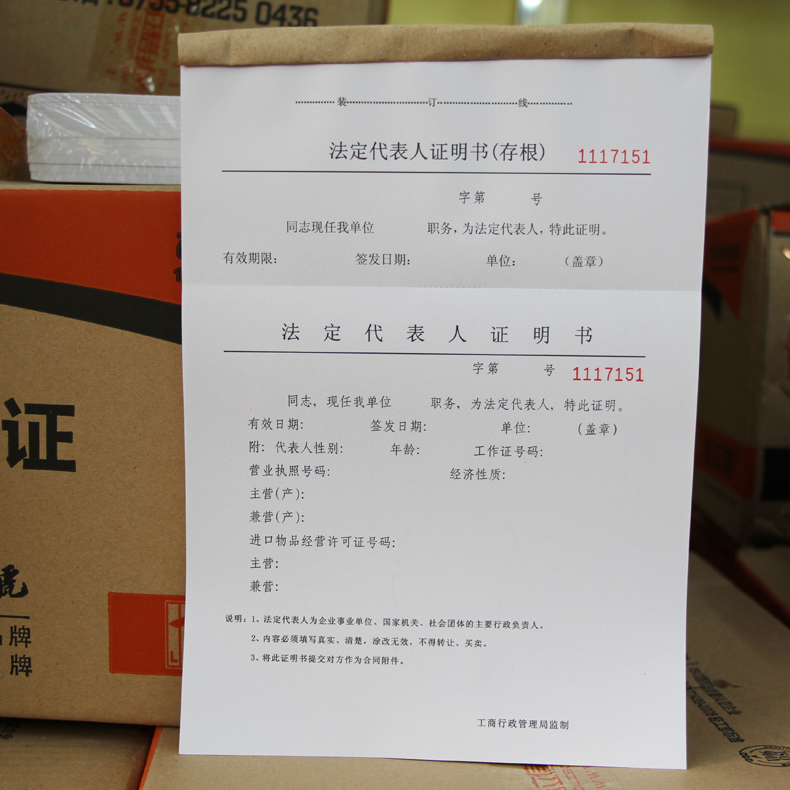 8225 0436
装 订 线
法定代表人证明书(存根) 1117151
字第 号
同志现任我单位 职务，为法定代表人，特此证明。
有效期限： 签发日期： 单位： （盖章）
法定代表人证明书
字第 号 1117151
同志，现任我单位 职务，为法定代表人，特此证明。
有效日期： 签发日期： 单位： （盖章）
附：代表人性别： 年龄： 工作证号码：
营业执照号码： 经济性质：
主营(产)：
兼营(产)：
进口物品经营许可证号码：
主营：
兼营：
说明：1、法定代表人为企业事业单位、国家机关、社会团体的主要行政负责人。
2、内容必须填写真实、清楚，涂改无效，不得转让、买卖。
3、将此证明书提交对方作为合同附件。
工商行政管理局监制
证
牌
牌